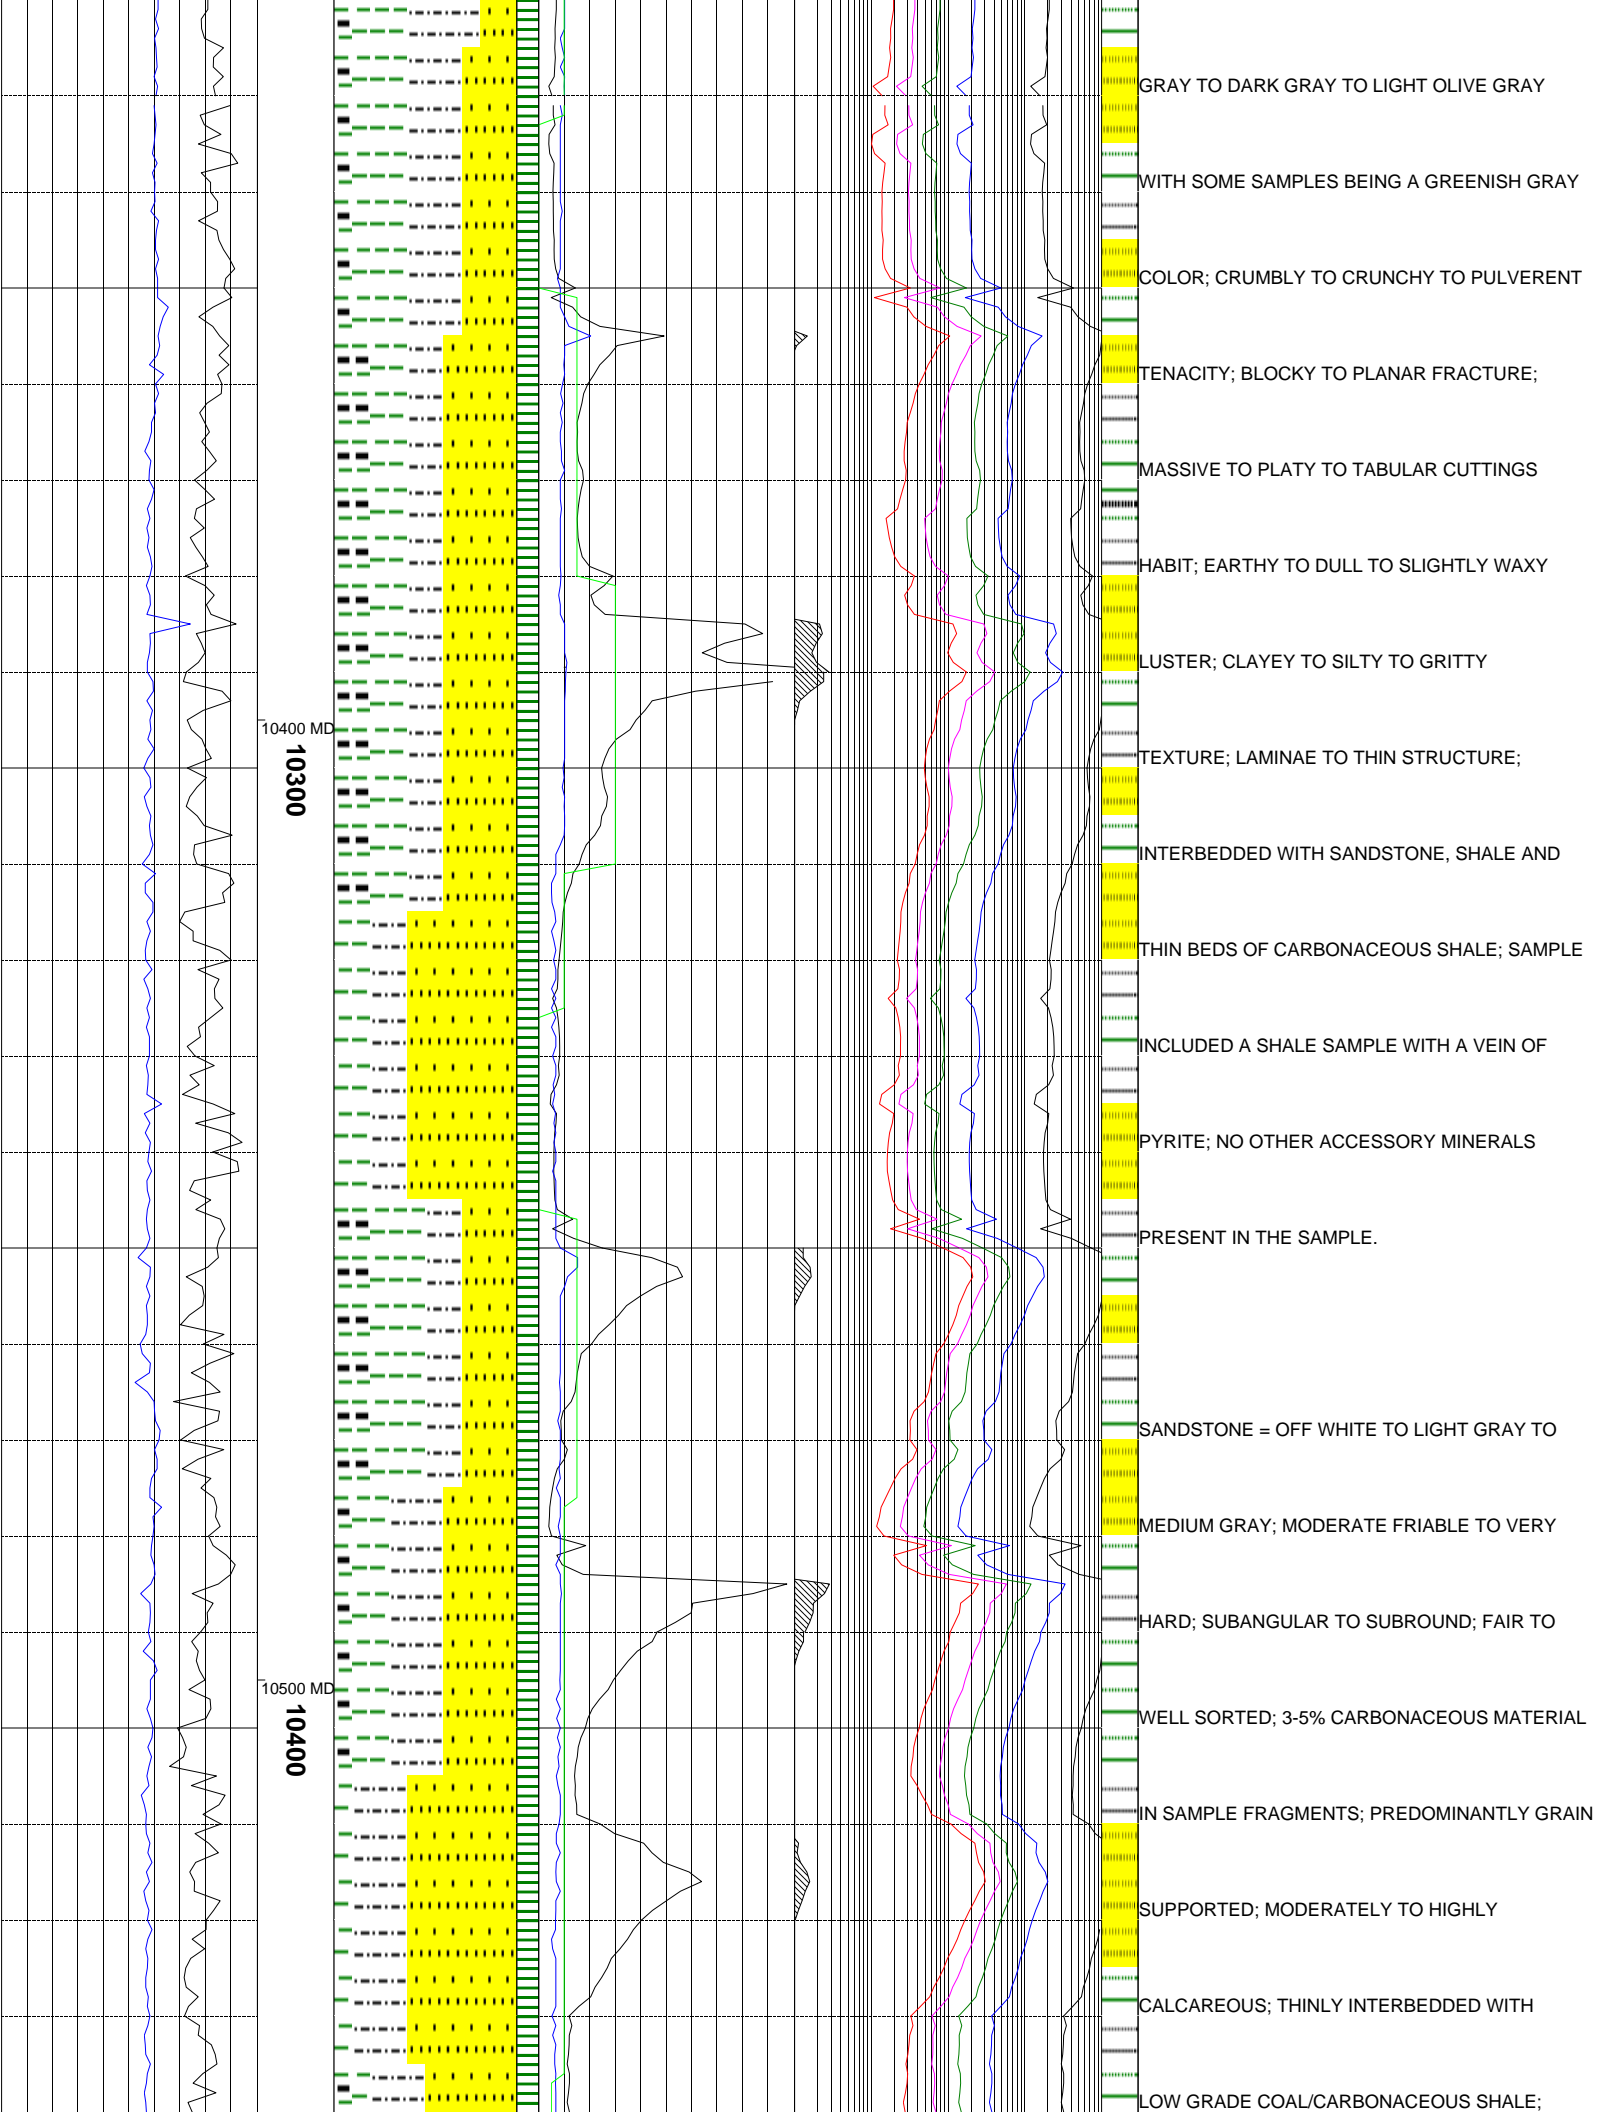 GRAY TO DARK GRAY TO LIGHT OLIVE GRAY
WITH SOME SAMPLES BEING A GREENISH GRAY
COLOR; CRUMBLY TO CRUNCHY TO PULVERENT
TENACITY; BLOCKY TO PLANAR FRACTURE;
MASSIVE TO PLATY TO TABULAR CUTTINGS
HABIT; EARTHY TO DULL TO SLIGHTLY WAXY
LUSTER; CLAYEY TO SILTY TO GRITTY
10400 MD
10300
TEXTURE; LAMINAE TO THIN STRUCTURE;
INTERBEDDED WITH SANDSTONE, SHALE AND
THIN BEDS OF CARBONACEOUS SHALE; SAMPLE
INCLUDED A SHALE SAMPLE WITH A VEIN OF
PYRITE; NO OTHER ACCESSORY MINERALS
PRESENT IN THE SAMPLE.
SANDSTONE = OFF WHITE TO LIGHT GRAY TO
MEDIUM GRAY; MODERATE FRIABLE TO VERY
HARD; SUBANGULAR TO SUBROUND; FAIR TO
10500 MD
10400
WELL SORTED; 3-5% CARBONACEOUS MATERIAL
IN SAMPLE FRAGMENTS; PREDOMINANTLY GRAIN
SUPPORTED; MODERATELY TO HIGHLY
CALCAREOUS; THINLY INTERBEDDED WITH
LOW GRADE COAL/CARBONACEOUS SHALE;